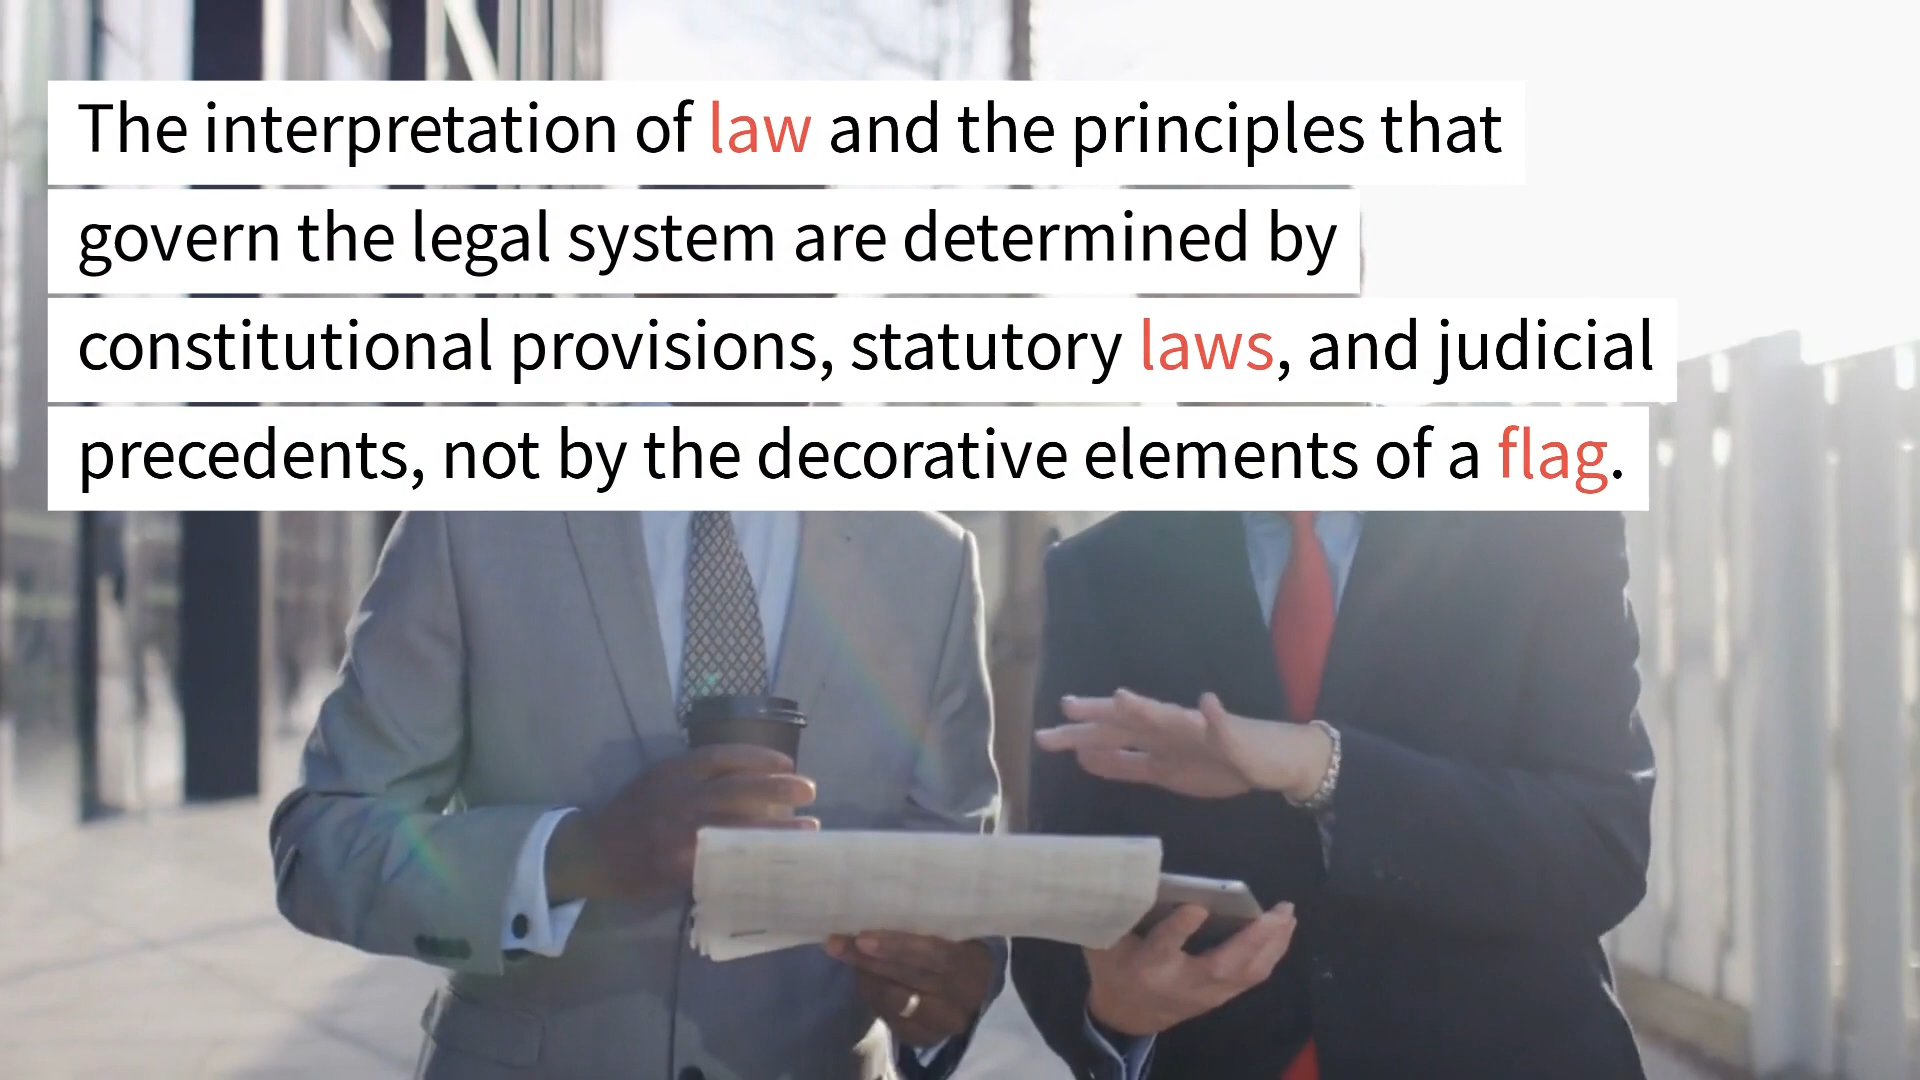 The interpretation of law and the principles that
govern the legal system are determined by
constitutional provisions, statutory laws, and judicial
precedents, not by the decorative elements of a flag.